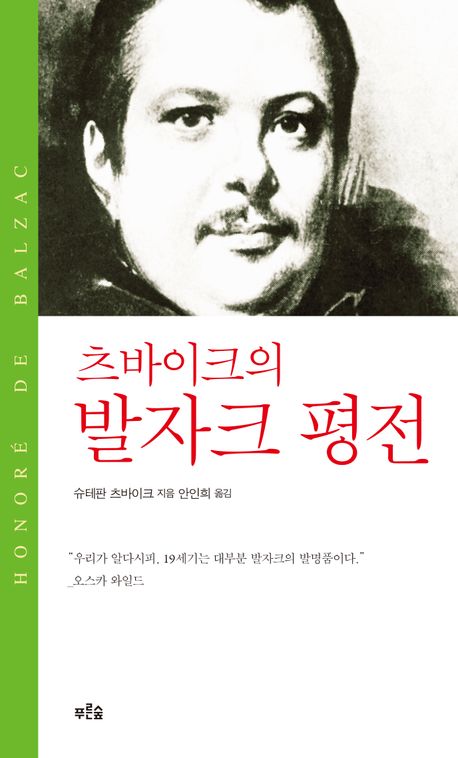 HONORÉ DE BALZAC
츠바이크의
발자크 평전
슈테판 츠바이크 지음 안인희 옮김
“우리가 알다시피, 19세기는 대부분 발자크의 발명품이다.”
_오스카 와일드
푸른숲